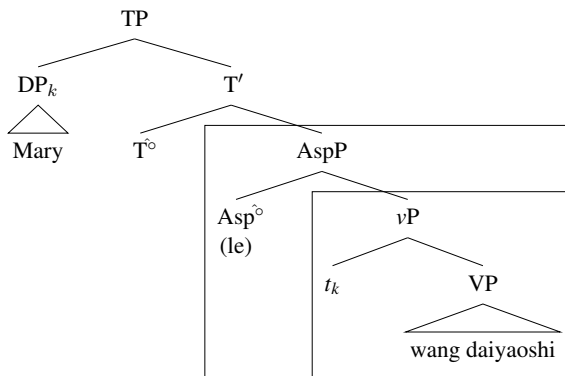 TP
DPₖ T′
Mary T°̂ AspP
Asp°̂ vP
(le)
tₖ VP
wang daiyaoshi